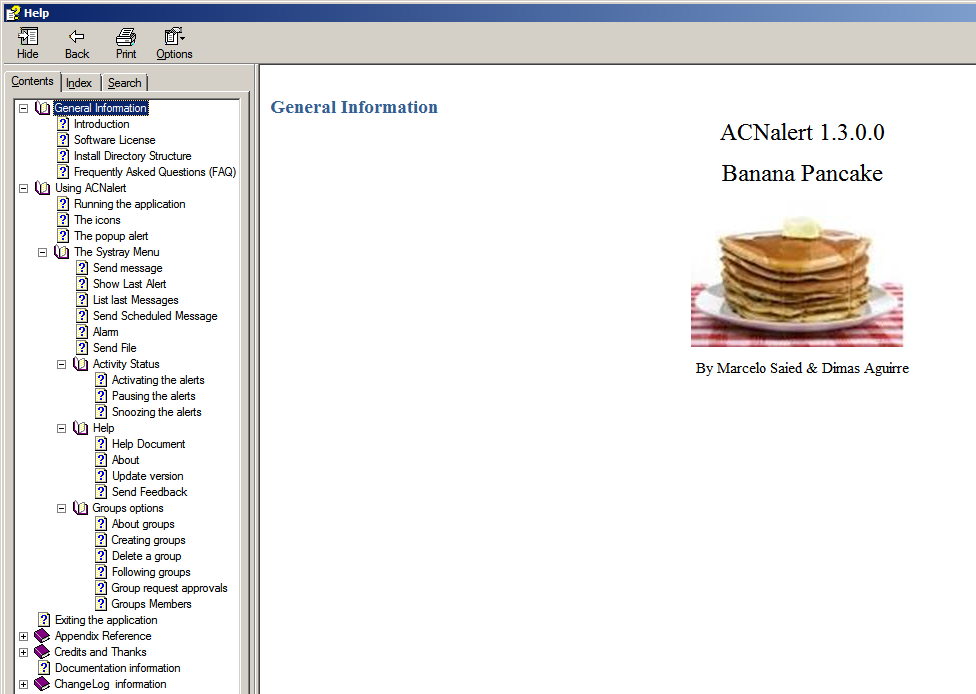 Help
Hide Back Print Options
Contents Index Search
General Information
Introduction
Software License
Install Directory Structure
Frequently Asked Questions (FAQ)
Using ACNalert
Running the application
The icons
The popup alert
The Systray Menu
Send message
Show Last Alert
List last Messages
Send Scheduled Message
Alarm
Send File
Activity Status
Activating the alerts
Pausing the alerts
Snoozing the alerts
Help
Help Document
About
Update version
Send Feedback
Groups options
About groups
Creating groups
Delete a group
Following groups
Group request approvals
Groups Members
Exiting the application
Appendix Reference
Credits and Thanks
Documentation information
ChangeLog information
General Information
ACNalert 1.3.0.0
Banana Pancake
By Marcelo Saied & Dimas Aguirre